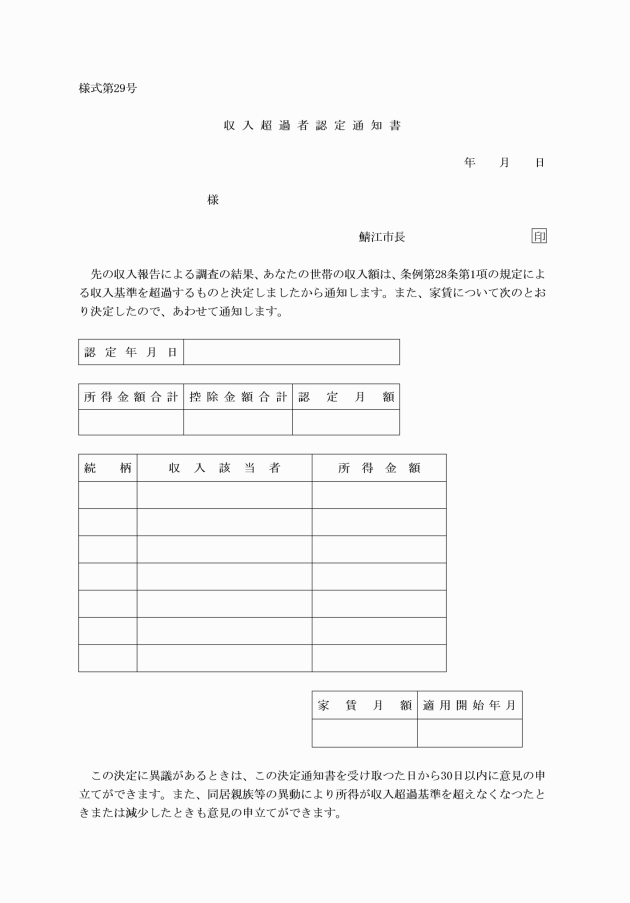 様式第29号
収入超過者認定通知書
年　　月　　日
様
鯖江市長　　　印
先の収入報告による調査の結果、あなたの世帯の収入額は、条例第28条第1項の規定によ
る収入基準を超過するものと決定しましたから通知します。また、家賃について次のとお
り決定したので、あわせて通知します。
認定年月日
所得金額合計　控除金額合計　認定月額
続柄　収入該当者　所得金額
家賃月額　適用開始年月
この決定に異議があるときは、この決定通知書を受け取つた日から30日以内に意見の申
立てができます。また、同居親族等の異動により所得が収入超過基準を超えなくなつたと
きまたは減少したときも意見の申立てができます。